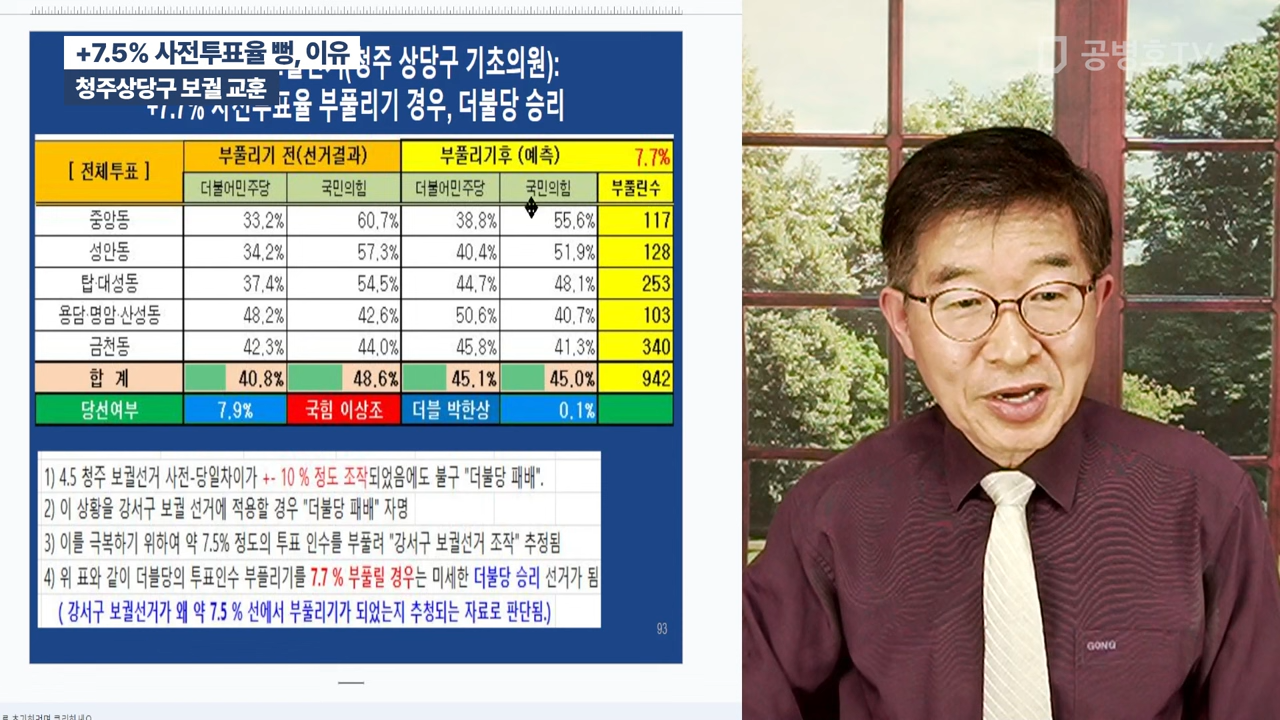 +7.5% 사전투표율 뻥, 이유
청주상당구 보궐 교훈
(청주 상당구 기초의원):
+7.7% 사전투표율 부풀리기 경우, 더불당 승리
공병호TV
[ 전체투표 ] 부풀리기 전(선거결과) 부풀리기후 (예측) 7.7%
더불어민주당 국민의힘 더불어민주당 국민의힘 부풀린수
중앙동 33.2% 60.7% 38.8% 55.6% 117
성안동 34.2% 57.3% 40.4% 51.9% 128
탑·대성동 37.4% 54.5% 44.7% 48.1% 253
용담·명암·산성동 48.2% 42.6% 50.6% 40.7% 103
금천동 42.3% 44.0% 45.8% 41.3% 340
합 계 40.8% 48.6% 45.1% 45.0% 942
당선여부 7.9% 국힘 이상조 더블 박한상 0.1%
1) 4.5 청주 보궐선거 사전-당일차이가 +- 10 % 정도 조작되었음에도 불구 "더불당 패배".
2) 이 상황을 강서구 보궐 선거에 적용할 경우 "더불당 패배" 자명
3) 이를 극복하기 위하여 약 7.5% 정도의 투표 인수를 부풀려 "강서구 보궐선거 조작" 추정됨
4) 위 표와 같이 더블당의 투표인수 부플리기를 7.7 % 부풀릴 경우는 미세한 더불당 승리 선거가 됨
( 강서구 보궐선거가 왜 약 7.5 % 선에서 부풀리기가 되었는지 추청되는 자료로 판단됨.)
93
GONG